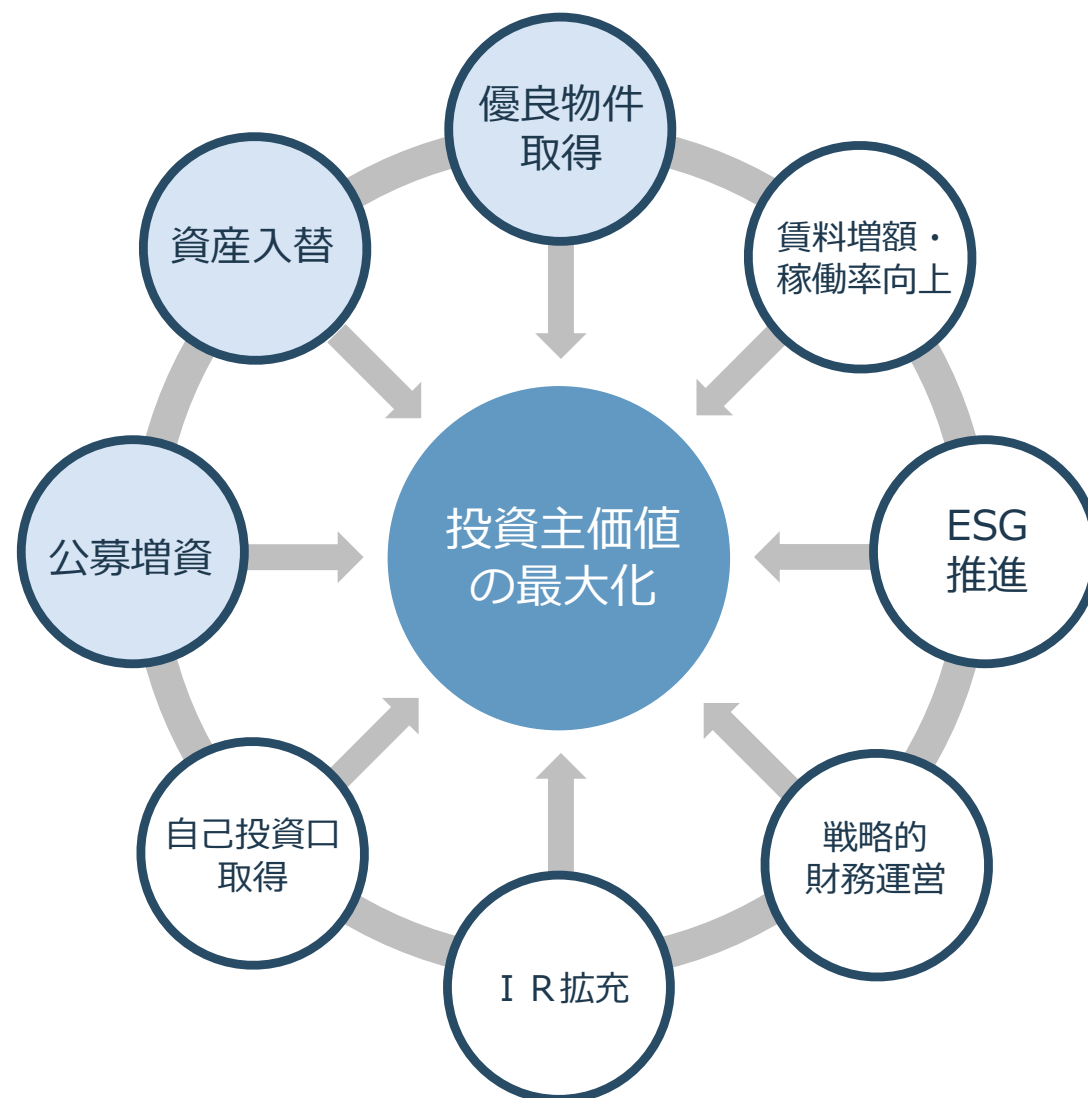 優良物件
取得
賃料増額・
稼働率向上
ESG
推進
戦略的
財務運営
ＩＲ拡充
自己投資口
取得
公募増資
資産入替
投資主価値
の最大化